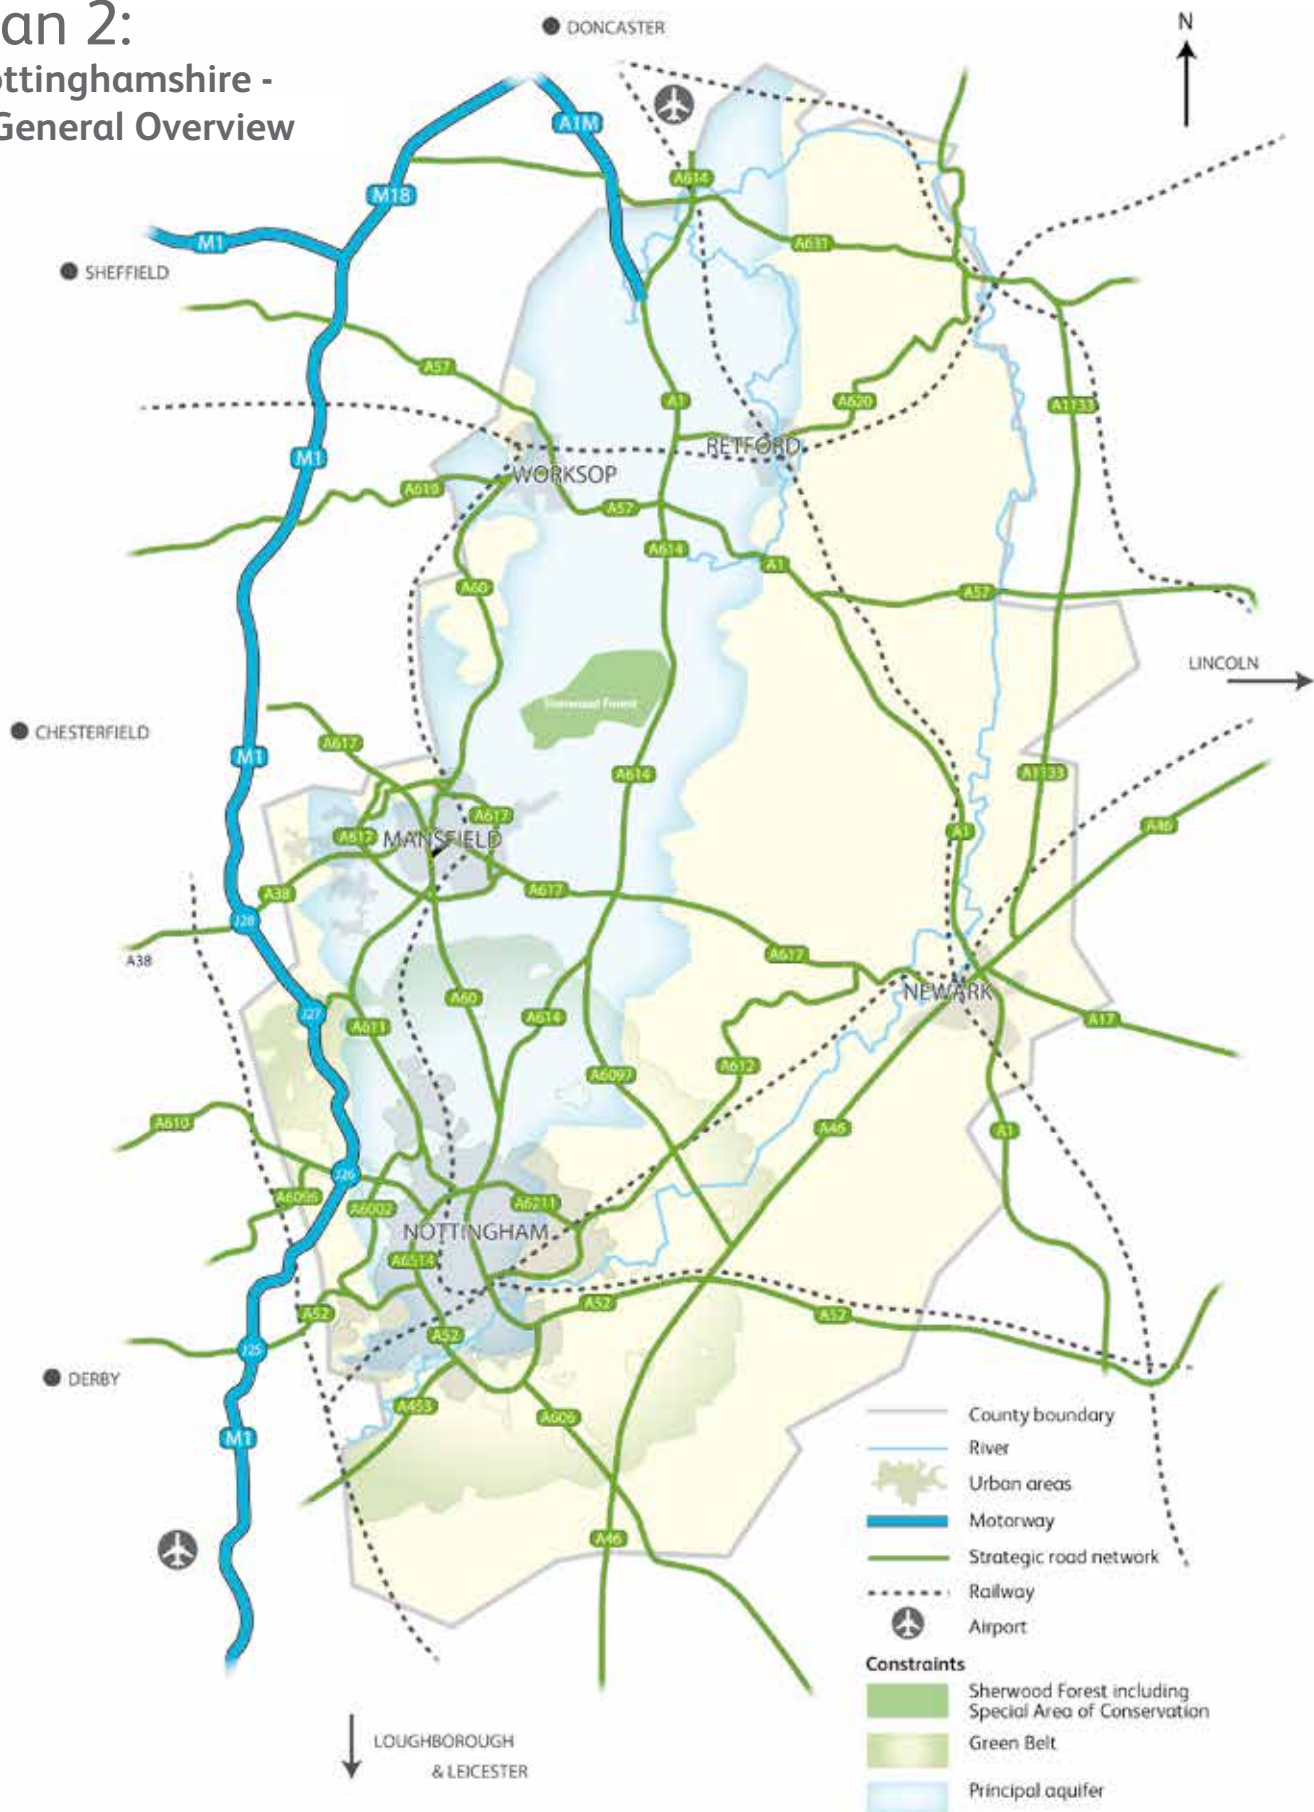 an 2:
ottinghamshire -
General Overview
DONCASTER
N
A1M
M18
A614
M1
A631
SHEFFIELD
A57
A1
A620
A1133
RETFORD
M1
WORKSOP
A619
A57
A614
A1
A60
A57
LINCOLN
Sherwood Forest
CHESTERFIELD
A617
M1
A614
A1133
A617
A46
A617
MANSFIELD
A1
A38
A617
J28
A38
A617
NEWARK
A60
J27
A611
A614
A17
A612
A6097
A610
A46
A1
J26
A6096
A6002
A6211
NOTTINGHAM
A6514
A52
A52
A52
A52
J25
DERBY
A453
A606
M1
A46
County boundary
River
Urban areas
Motorway
Strategic road network
Railway
Airport
Constraints
Sherwood Forest including
Special Area of Conservation
Green Belt
Principal aquifer
LOUGHBOROUGH
& LEICESTER